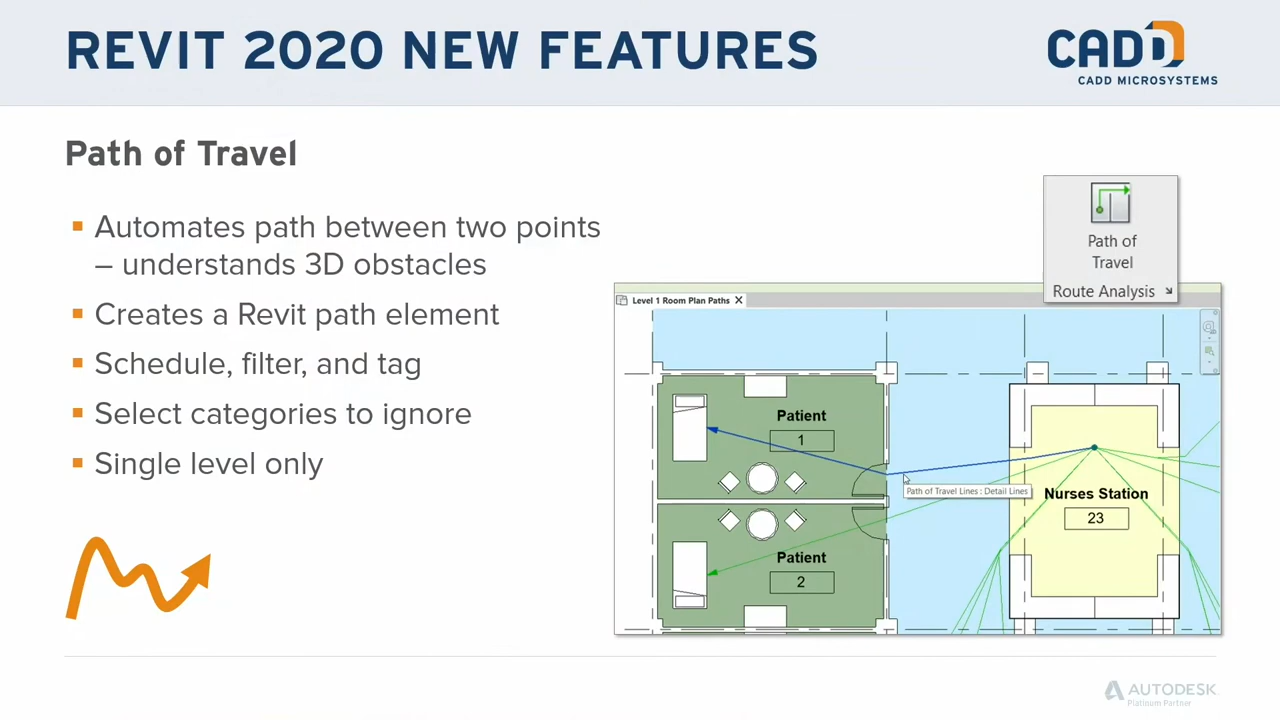 REVIT 2020 NEW FEATURES
CADD
CADD MICROSYSTEMS
Path of Travel
Automates path between two points
– understands 3D obstacles
Creates a Revit path element
Schedule, filter, and tag
Select categories to ignore
Single level only
Path of
Travel
Route Analysis
Level 1 Room Plan Paths
Patient
1
Path of Travel Lines : Detail Lines
Nurses Station
23
Patient
2
AUTODESK
Platinum Partner